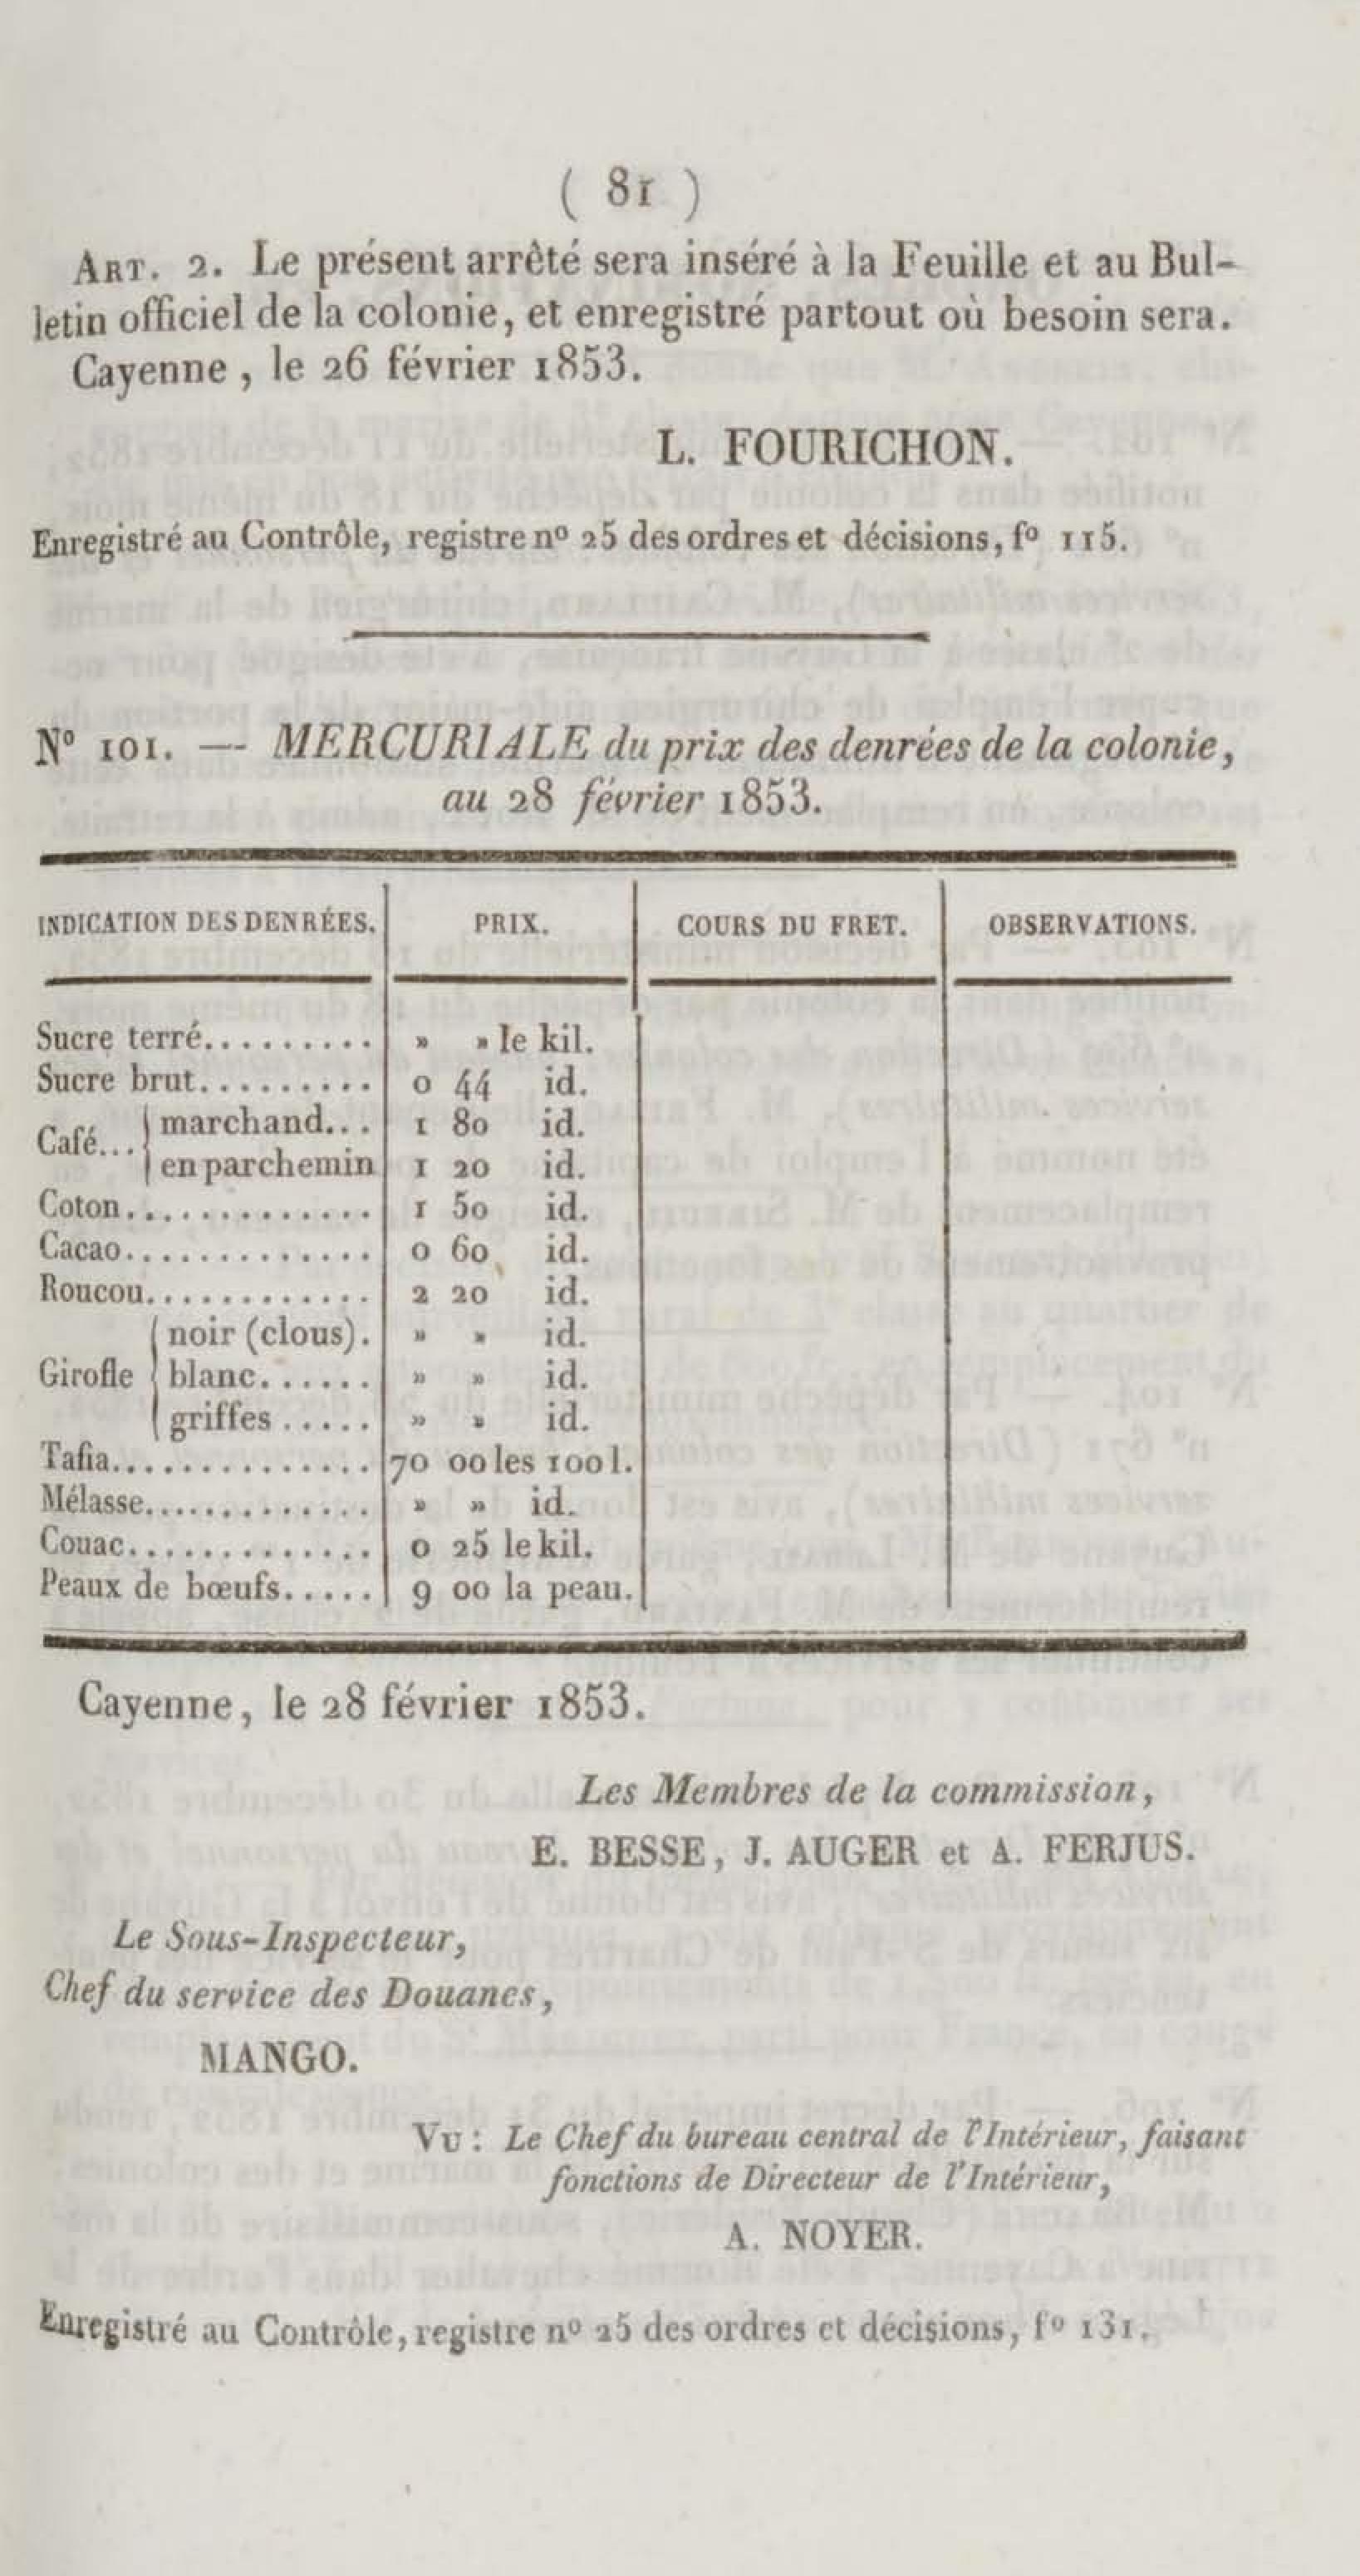 ( 81 )
ART. 2. Le présent arrêté sera inséré à la Feuille et au Bul-
letin officiel de la colonie, et enregistré partout où besoin sera.
Cayenne, le 26 février 1853.
L. FOURICHON.
Enregistré au Contrôle, registre nº 25 des ordres et décisions, fº 115.
Nº 101. — MERCURIALE du prix des denrées de la colonie,
au 28 février 1853.
INDICATION DES DENRÉES. PRIX. COURS DU FRET. OBSERVATIONS.
Sucre terré......... » » le kil.
Sucre brut......... 0 44 id.
Café... marchand... 1 80 id.
en parchemin 1 20 id.
Coton............. 1 50 id.
Cacao............. 0 60 id.
Roucou............ 2 20 id.
noir (clous). » » id.
Girofle blanc...... » » id.
griffes ..... » » id.
Tafia.............. 70 00 les 100 l.
Mélasse............ » » id.
Couac............. 0 25 le kil.
Peaux de bœufs..... 9 00 la peau.
Cayenne, le 28 février 1853.
Les Membres de la commission,
E. BESSE, J. AUGER et A. FERJUS.
Le Sous-Inspecteur,
Chef du service des Douanes,
MANGO.
VU : Le Chef du bureau central de l'Intérieur, faisant
fonctions de Directeur de l'Intérieur,
A. NOYER.
Enregistré au Contrôle, registre nº 25 des ordres et décisions, fº 131.